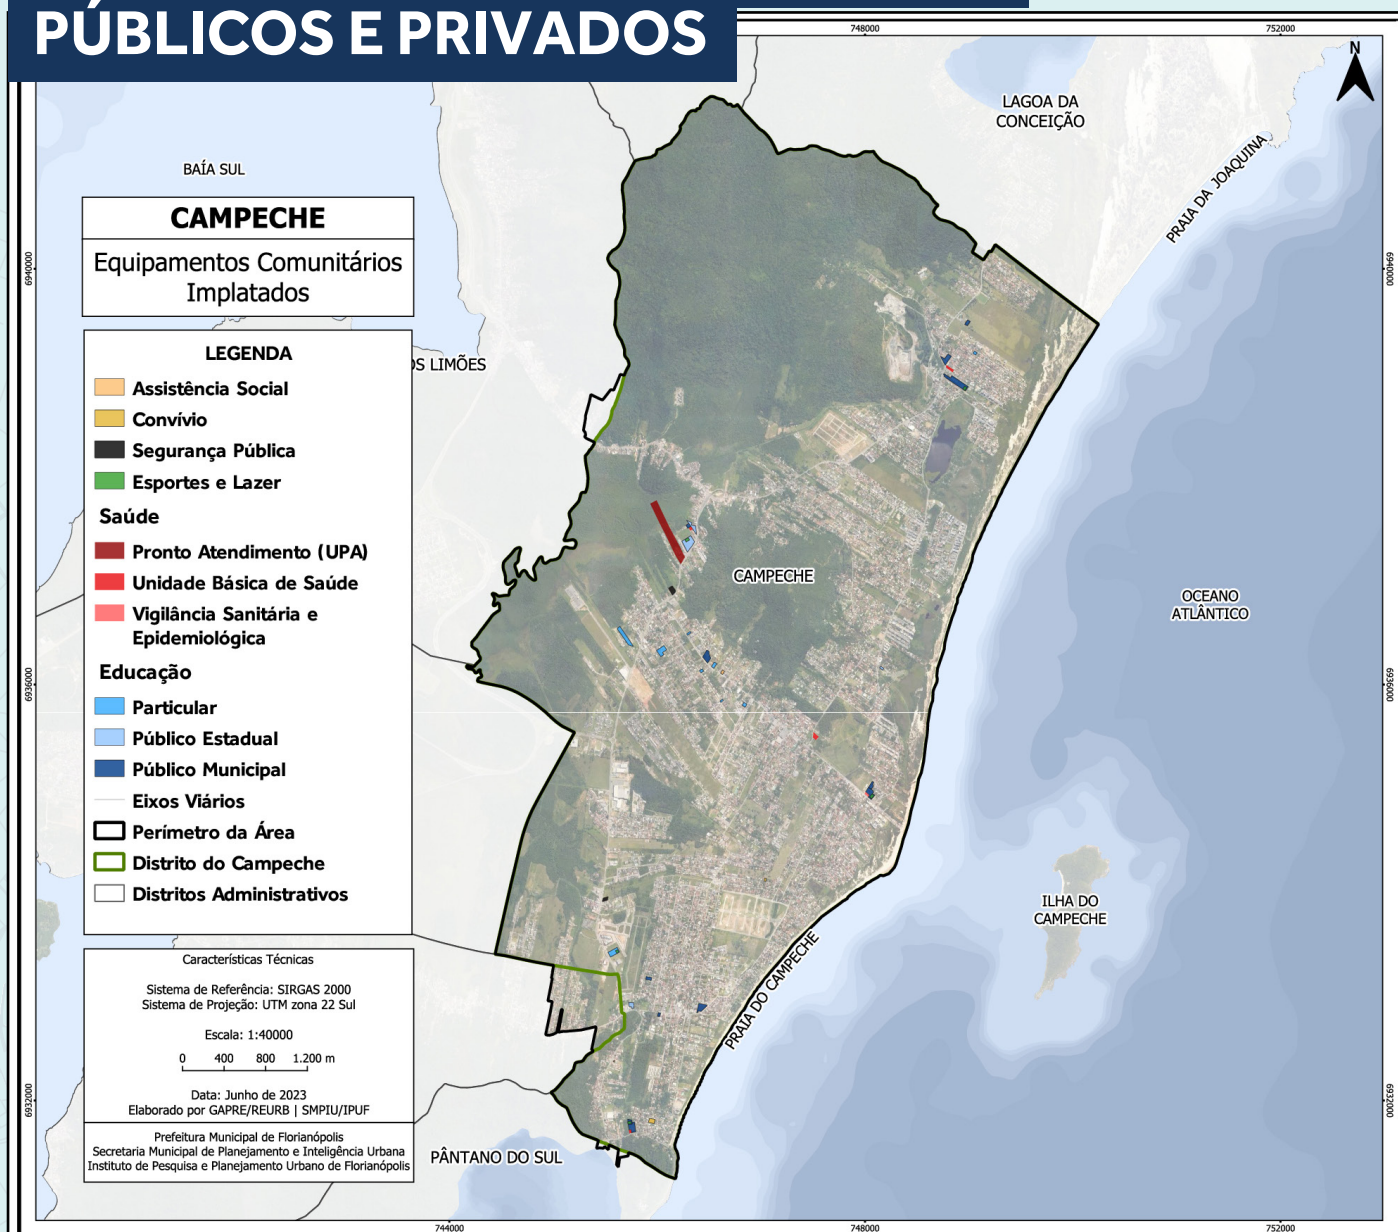 PÚBLICOS E PRIVADOS
748000
752000
N
LAGOA DA
CONCEIÇÃO
PRAIA DA JOAQUINA
BAÍA SUL
CAMPECHE
Equipamentos Comunitários
Implatados
6940000
6940000
OS LIMÕES
LEGENDA
Assistência Social
Convívio
Segurança Pública
Esportes e Lazer
Saúde
Pronto Atendimento (UPA)
Unidade Básica de Saúde
Vigilância Sanitária e
Epidemiológica
Educação
Particular
Público Estadual
Público Municipal
Eixos Viários
Perímetro da Área
Distrito do Campeche
Distritos Administrativos
CAMPECHE
OCEANO
ATLÂNTICO
6936000
6936000
ILHA DO
CAMPECHE
PRAIA DO CAMPECHE
Características Técnicas
Sistema de Referência: SIRGAS 2000
Sistema de Projeção: UTM zona 22 Sul
Escala: 1:40000
0 400 800 1.200 m
Data: Junho de 2023
Elaborado por GAPRE/REURB | SMPIU/IPUF
Prefeitura Municipal de Florianópolis
Secretaria Municipal de Planejamento e Inteligência Urbana
Instituto de Pesquisa e Planejamento Urbano de Florianópolis
6932000
6932000
PÂNTANO DO SUL
744000
748000
752000